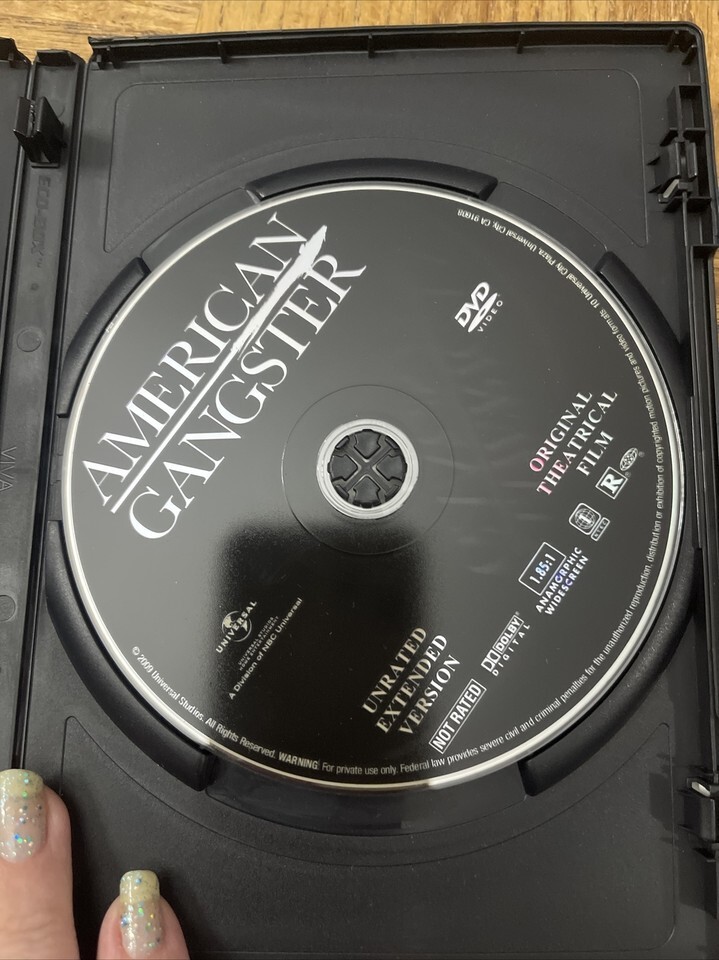 AMERICAN
GANGSTER
DVD
VIDEO
ORIGINAL
THEATRICAL
FILM
R
1.85:1
ANAMORPHIC
WIDESCREEN
DOLBY
DIGITAL
UNRATED
EXTENDED
VERSION
NOT RATED
UNIVERSAL
A Division of NBC Universal
© 2009 Universal Studios. All Rights Reserved. WARNING: For private use only. Federal law provides severe civil and criminal penalties for the unauthorized reproduction, distribution or exhibition of copyrighted motion pictures and video formats. 10 Universal City Plaza, Universal City, CA 91608
ECO-BOX™
VIVA